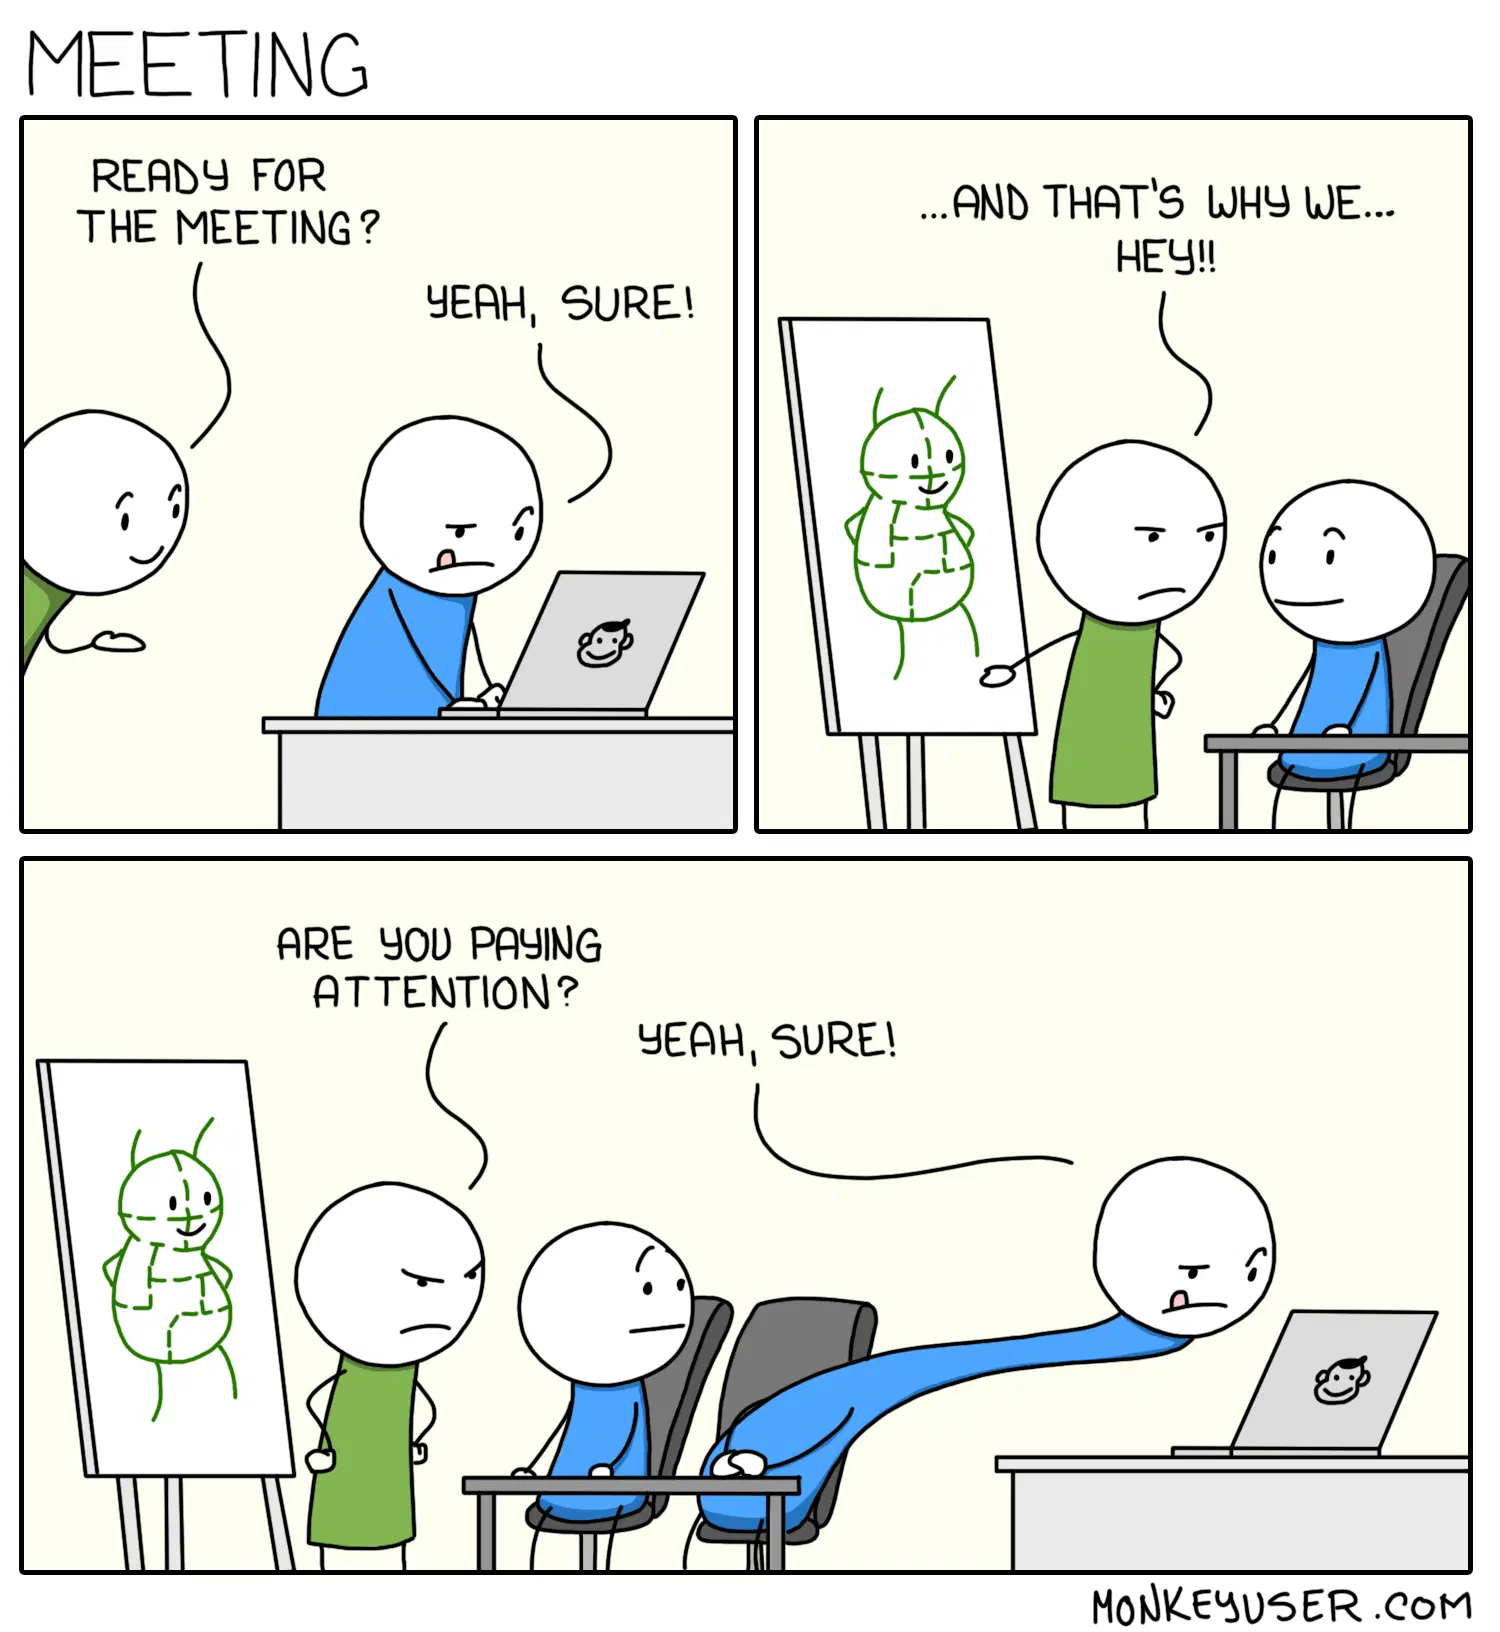 MEETING
READY FOR
THE MEETING?
YEAH, SURE!
...AND THAT'S WHY WE...
HEY!!
ARE YOU PAYING
ATTENTION?
YEAH, SURE!
MONKEYUSER.COM